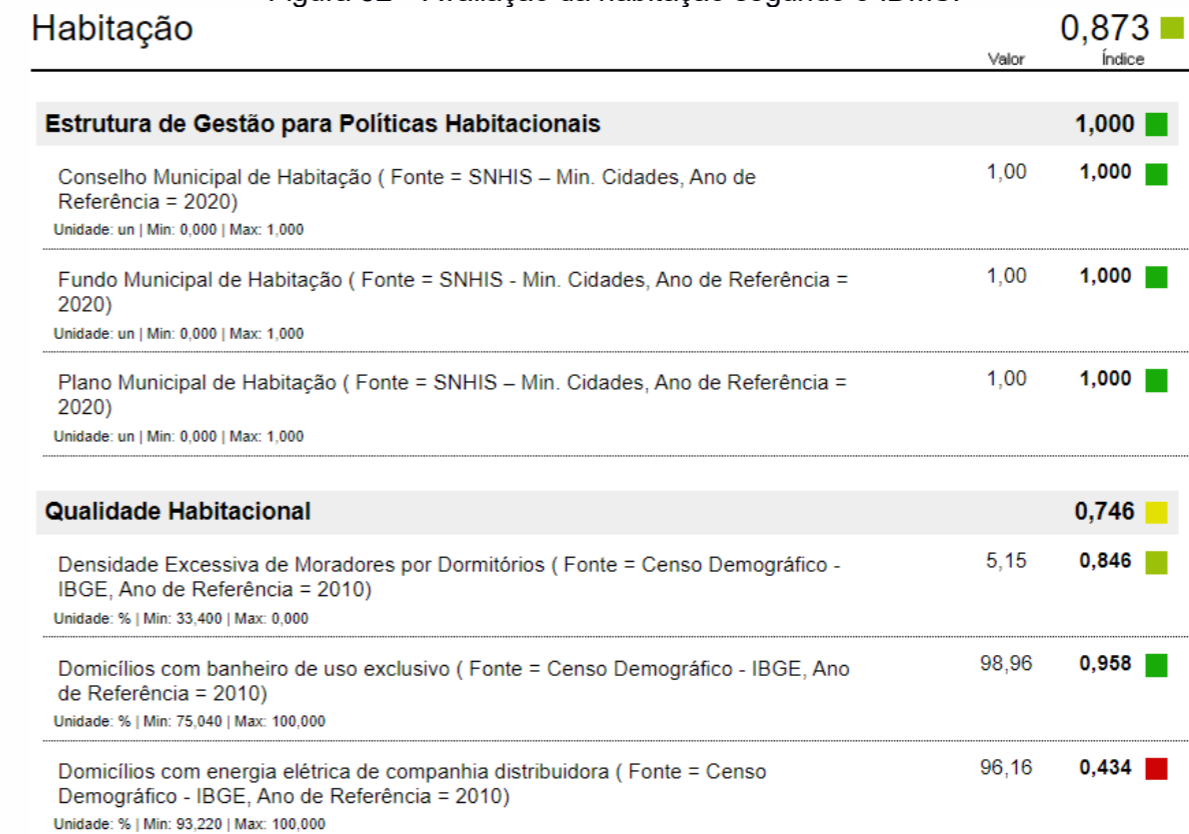 Figura 32 - Avaliação da habitação segundo o IDMS.
Habitação 0,873
Valor Índice
Estrutura de Gestão para Políticas Habitacionais 1,000
Conselho Municipal de Habitação ( Fonte = SNHIS – Min. Cidades, Ano de 1,00 1,000
Referência = 2020)
Unidade: un | Min: 0,000 | Max: 1,000
Fundo Municipal de Habitação ( Fonte = SNHIS - Min. Cidades, Ano de Referência = 1,00 1,000
2020)
Unidade: un | Min: 0,000 | Max: 1,000
Plano Municipal de Habitação ( Fonte = SNHIS – Min. Cidades, Ano de Referência = 1,00 1,000
2020)
Unidade: un | Min: 0,000 | Max: 1,000
Qualidade Habitacional 0,746
Densidade Excessiva de Moradores por Dormitórios ( Fonte = Censo Demográfico - 5,15 0,846
IBGE, Ano de Referência = 2010)
Unidade: % | Min: 33,400 | Max: 0,000
Domicílios com banheiro de uso exclusivo ( Fonte = Censo Demográfico - IBGE, Ano 98,96 0,958
de Referência = 2010)
Unidade: % | Min: 75,040 | Max: 100,000
Domicílios com energia elétrica de companhia distribuidora ( Fonte = Censo 96,16 0,434
Demográfico - IBGE, Ano de Referência = 2010)
Unidade: % | Min: 93,220 | Max: 100,000